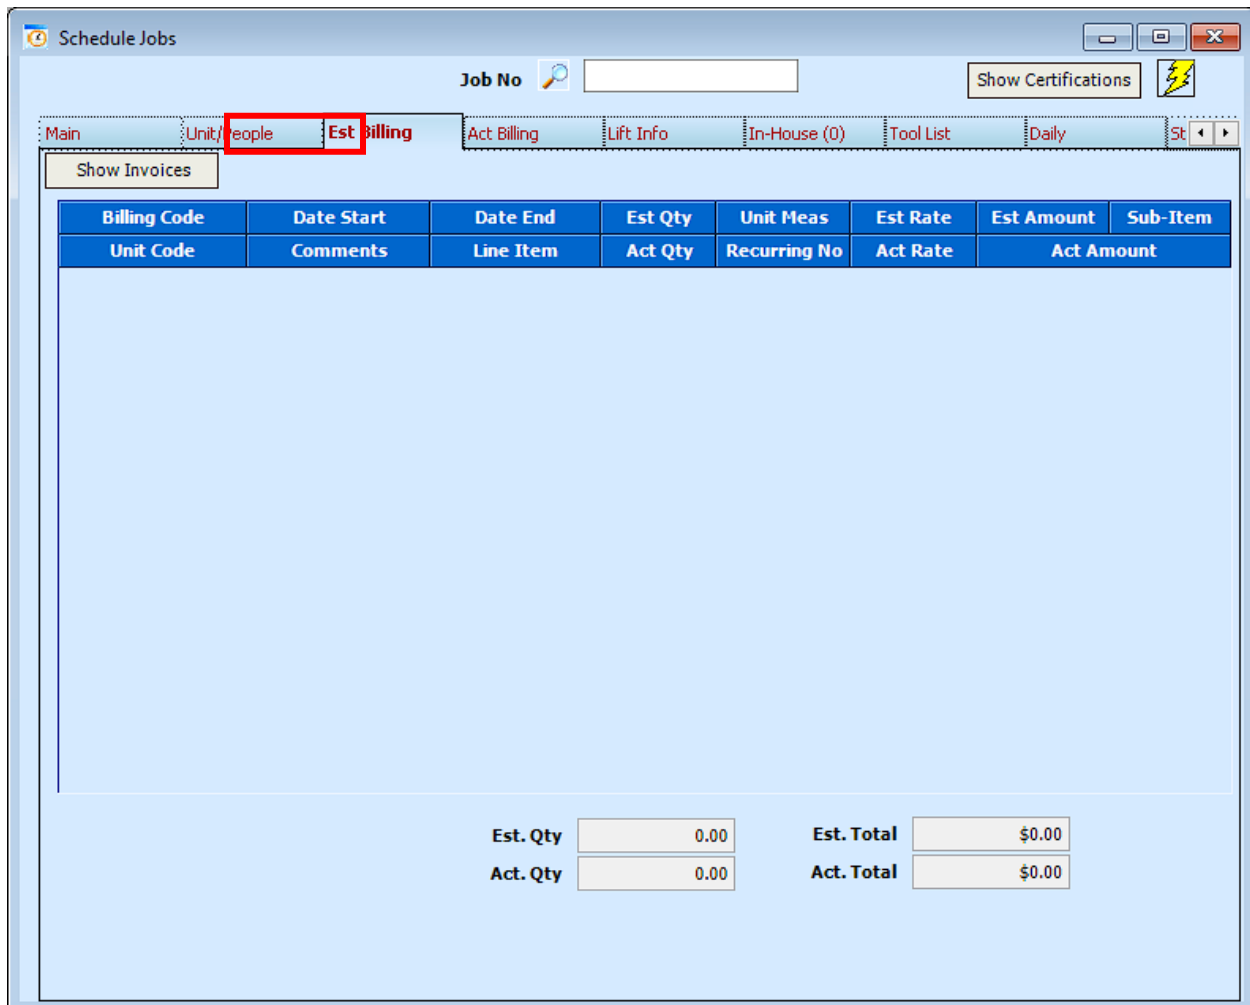 Schedule Jobs
Job No
Show Certifications
Main Unit/People Est Billing Act Billing Lift Info In-House (0) Tool List Daily St
Show Invoices
Billing Code Date Start Date End Est Qty Unit Meas Est Rate Est Amount Sub-Item
Unit Code Comments Line Item Act Qty Recurring No Act Rate Act Amount
Est. Qty 0.00 Est. Total $0.00
Act. Qty 0.00 Act. Total $0.00